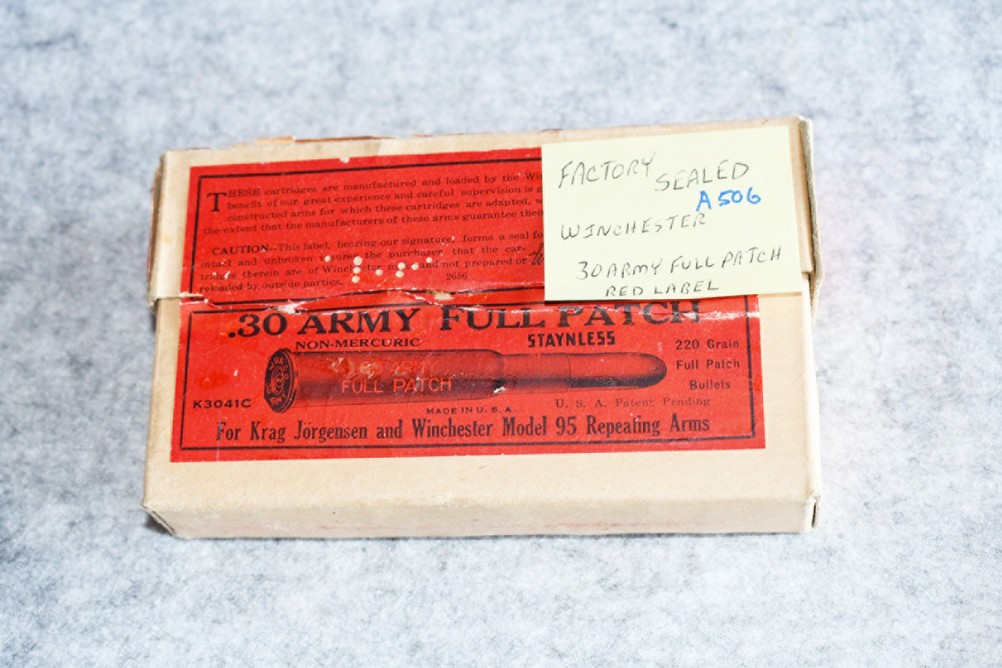 THESE cartridges are manufactured and loaded by the
benefit of our great experience and careful supervision is
constructed arms for which these cartridges are adapted,
the extent that the manufacturers of these arms guarantee
CAUTION—This label, bearing our signature, forms a seal
intact and unbroken assures the purchaser that the car-
tridges therein are of Winchester make and not prepared or
reloaded by outside parties.
2656
FACTORY SEALED
A506
WINCHESTER
30 ARMY FULL PATCH
RED LABEL
.30 ARMY FULL PATCH
NON-MERCURIC
STAYNLESS
.30 ARMY
FULL PATCH
220 Grain
Full Patch
Bullets
K3041C
MADE IN U. S. A.
U. S. A. Patent Pending
For Krag Jörgensen and Winchester Model 95 Repeating Arms